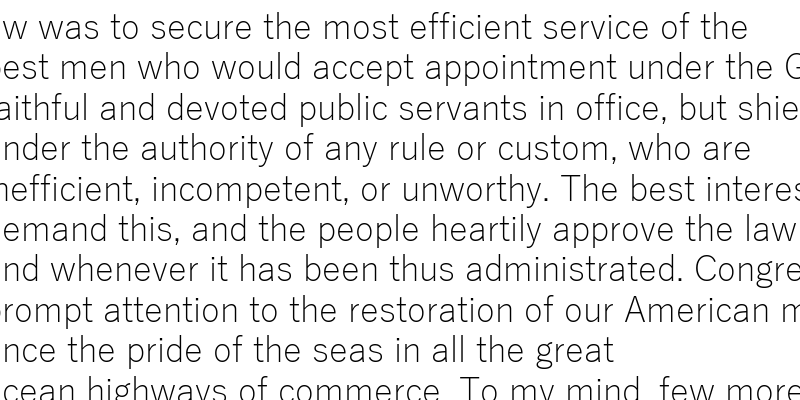 w was to secure the most efficient service of the
best men who would accept appointment under the G
faithful and devoted public servants in office, but shie
nder the authority of any rule or custom, who are
nefficient, incompetent, or unworthy. The best interes
emand this, and the people heartily approve the law
nd whenever it has been thus administrated. Congre
prompt attention to the restoration of our American m
nce the pride of the seas in all the great
cean highways of commerce. To my mind, few more